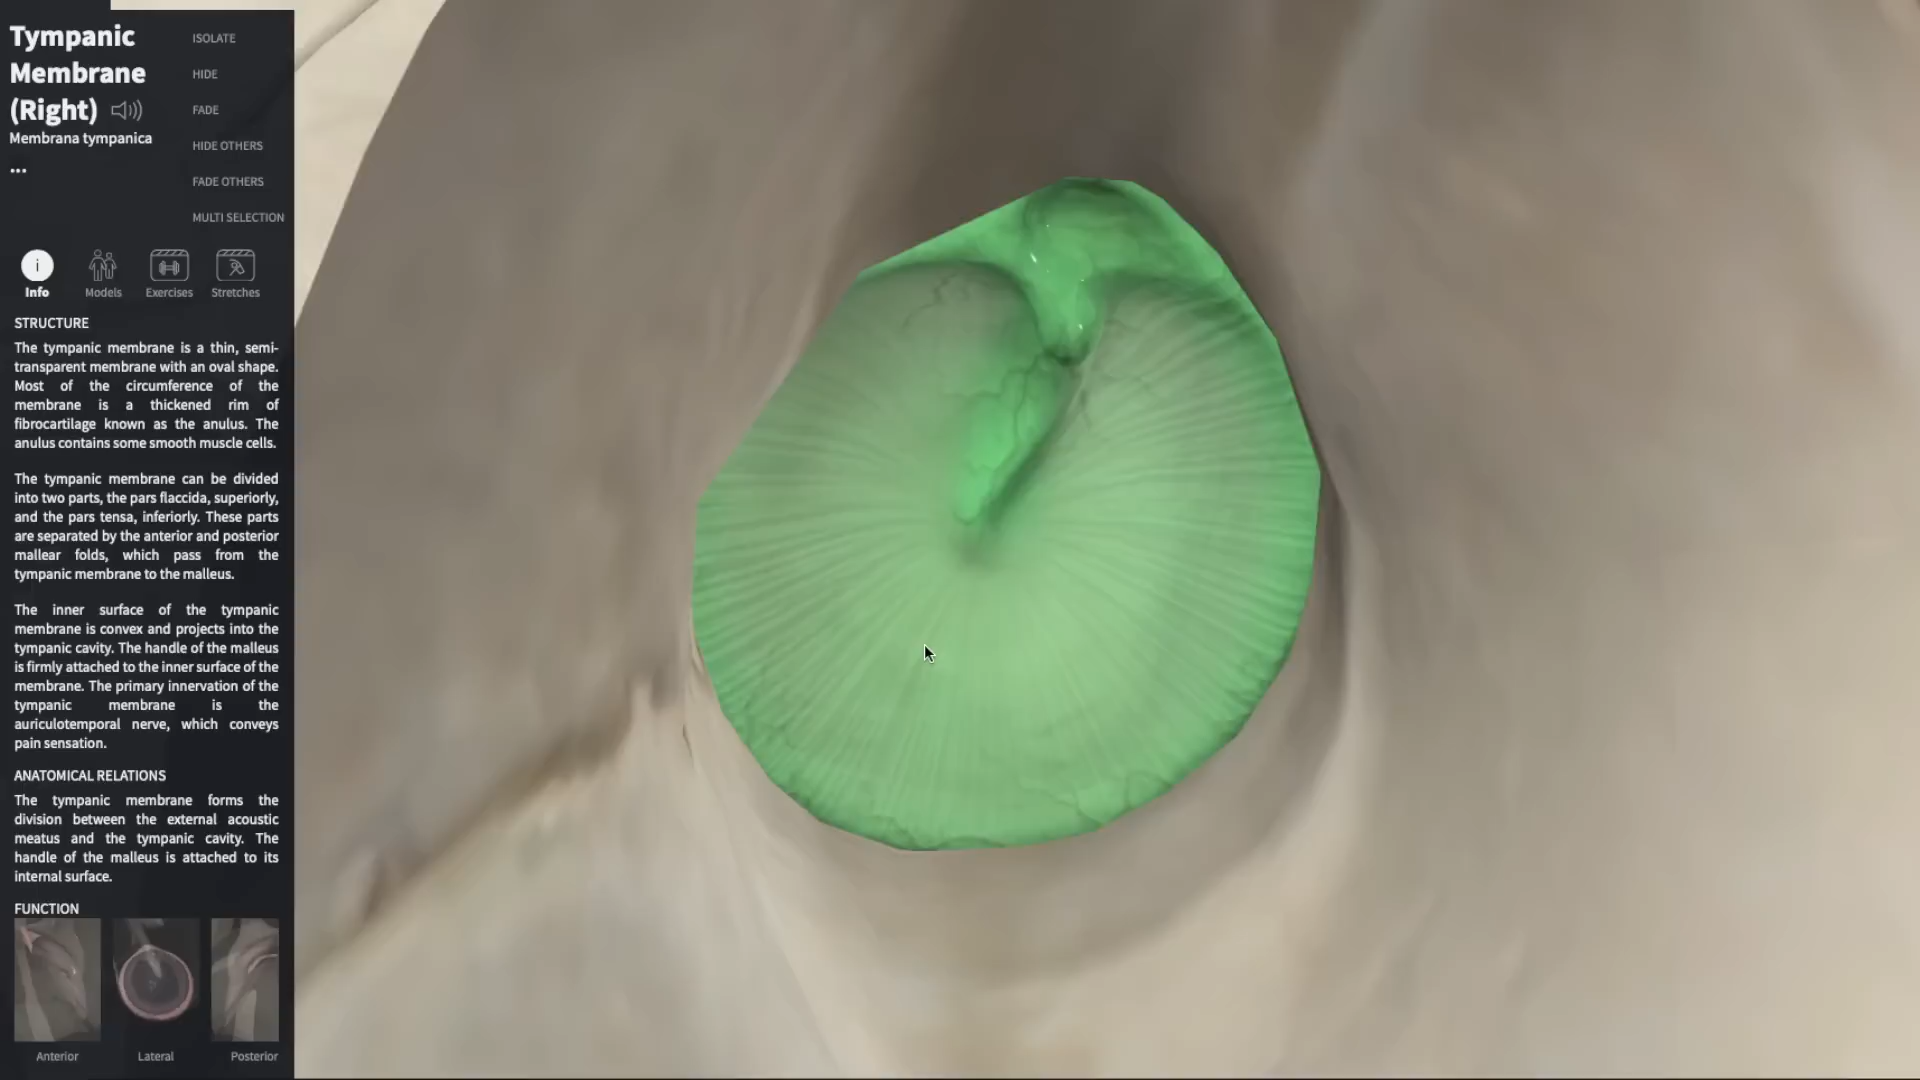 Tympanic
Membrane
(Right)
Membrana tympanica
...
ISOLATE
HIDE
FADE
HIDE OTHERS
FADE OTHERS
MULTI SELECTION
i
Info
Models
Exercises
Stretches
STRUCTURE
The tympanic membrane is a thin, semi-
transparent membrane with an oval shape.
Most of the circumference of the
membrane is a thickened rim of
fibrocartilage known as the anulus. The
anulus contains some smooth muscle cells.
The tympanic membrane can be divided
into two parts, the pars flaccida, superiorly,
and the pars tensa, inferiorly. These parts
are separated by the anterior and posterior
mallear folds, which pass from the
tympanic membrane to the malleus.
The inner surface of the tympanic
membrane is convex and projects into the
tympanic cavity. The handle of the malleus
is firmly attached to the inner surface of the
membrane. The primary innervation of the
tympanic membrane is the
auriculotemporal nerve, which conveys
pain sensation.
ANATOMICAL RELATIONS
The tympanic membrane forms the
division between the external acoustic
meatus and the tympanic cavity. The
handle of the malleus is attached to its
internal surface.
FUNCTION
Anterior
Lateral
Posterior